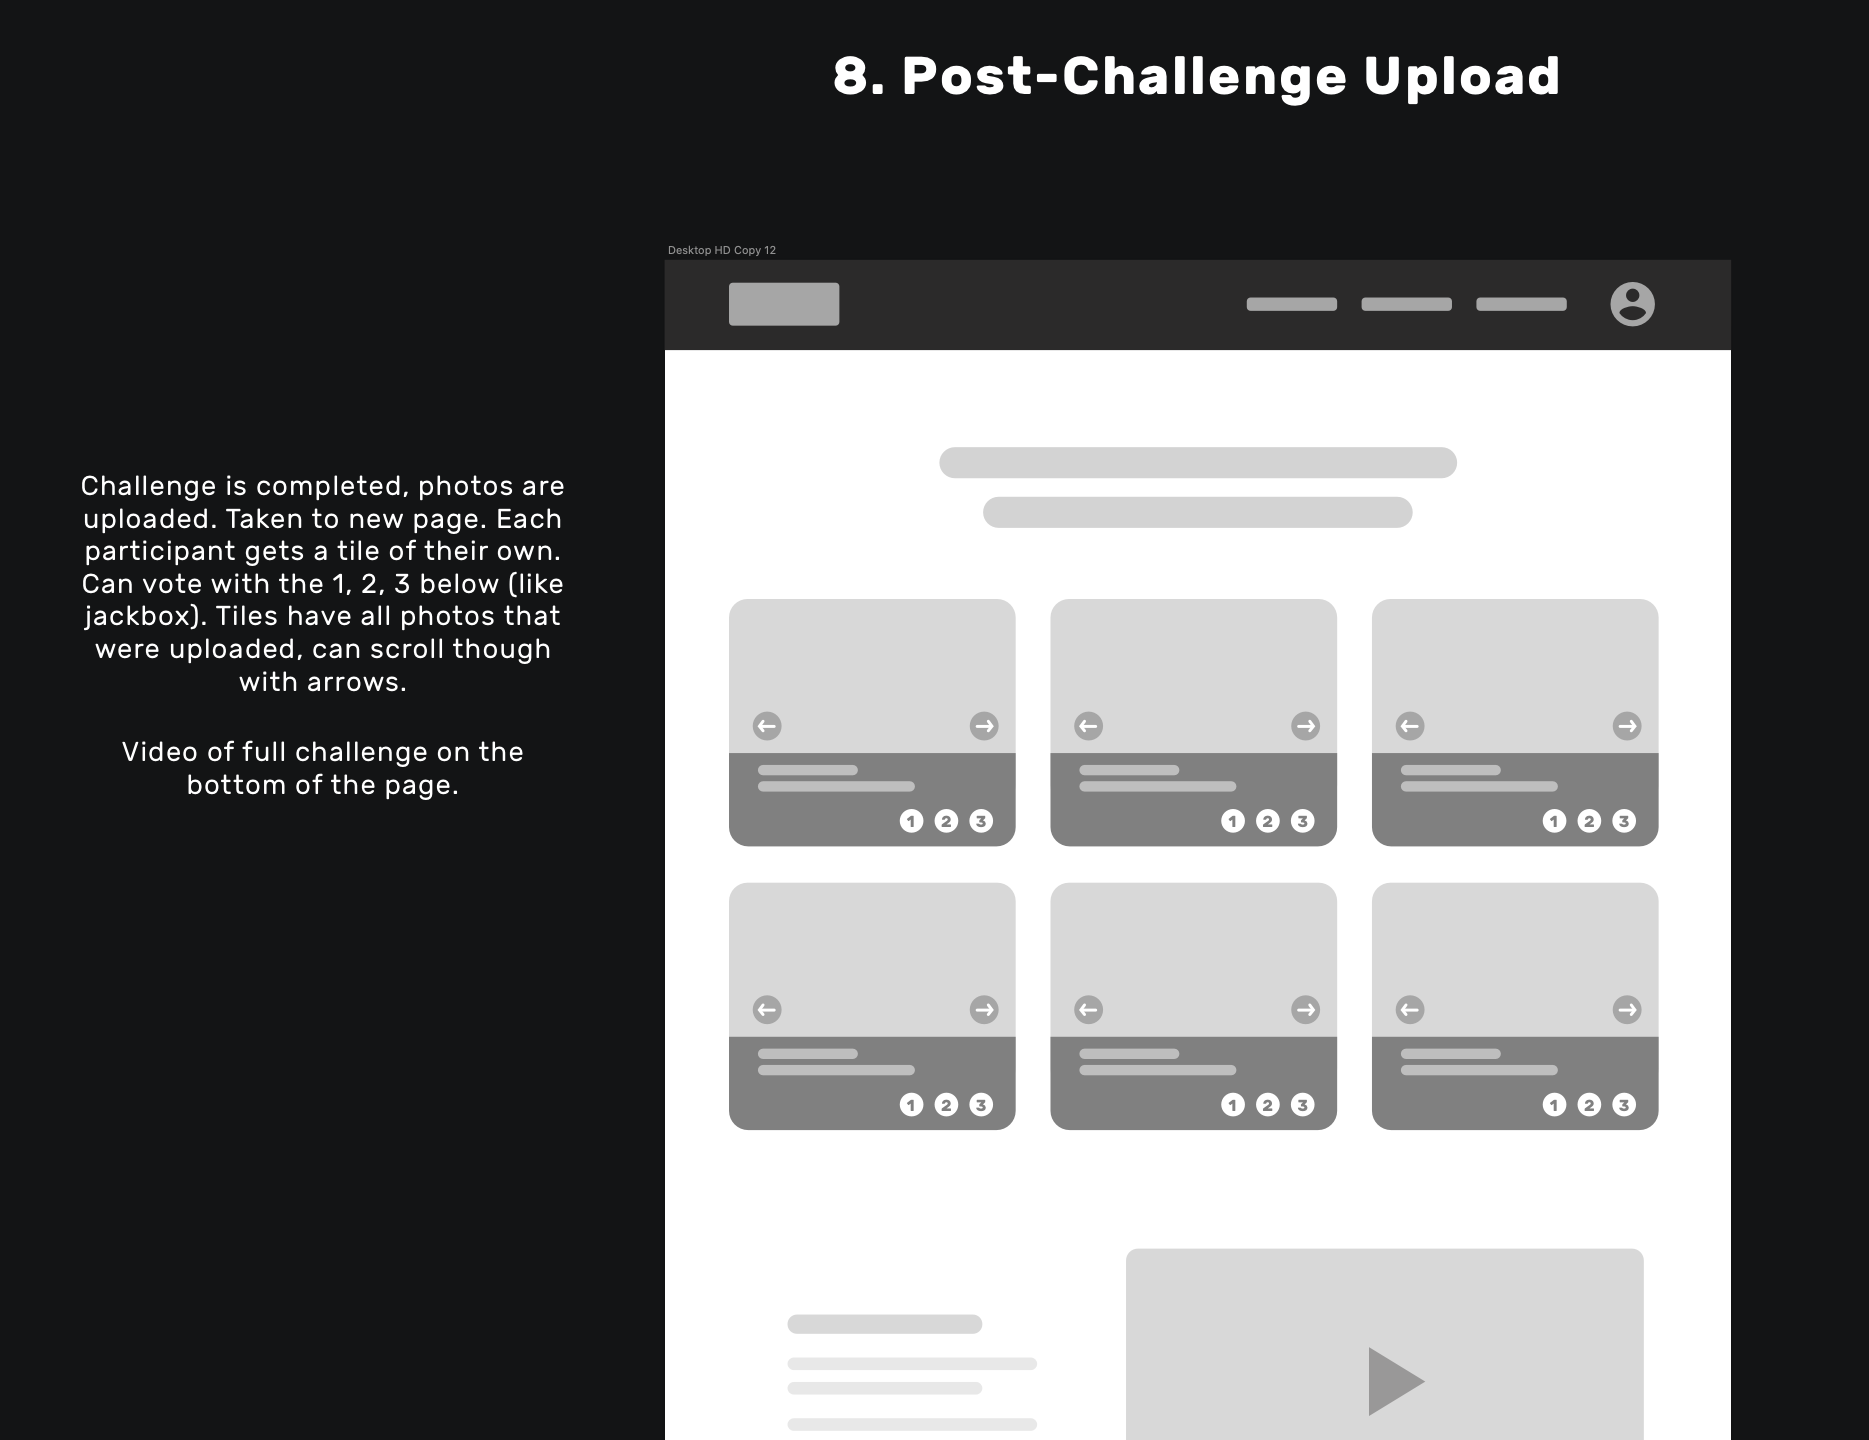 8. Post-Challenge Upload
Desktop HD Copy 12
Challenge is completed, photos are
uploaded. Taken to new page. Each
participant gets a tile of their own.
Can vote with the 1, 2, 3 below (like
jackbox). Tiles have all photos that
were uploaded, can scroll though
with arrows.
Video of full challenge on the
bottom of the page.
1 2 3
1 2 3
1 2 3
1 2 3
1 2 3
1 2 3